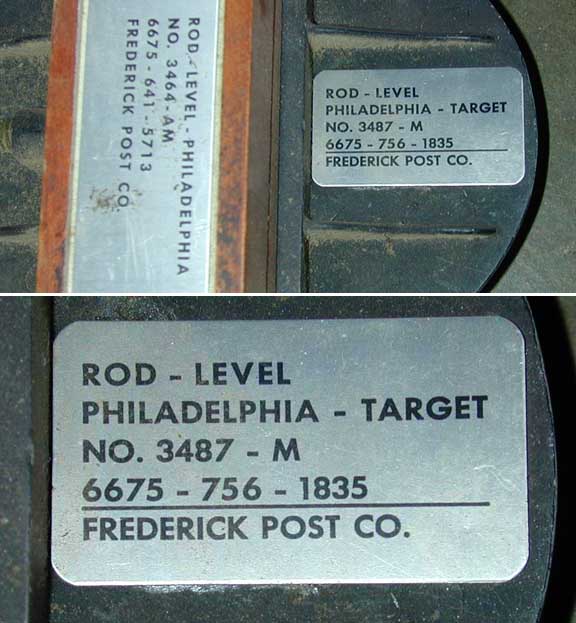 ROD - LEVEL - PHILADELPHIA
NO. 3464 - AM
6675 - 641 - 5713
FREDERICK POST CO.
ROD - LEVEL
PHILADELPHIA - TARGET
NO. 3487 - M
6675 - 756 - 1835
FREDERICK POST CO.
ROD - LEVEL
PHILADELPHIA - TARGET
NO. 3487 - M
6675 - 756 - 1835
FREDERICK POST CO.